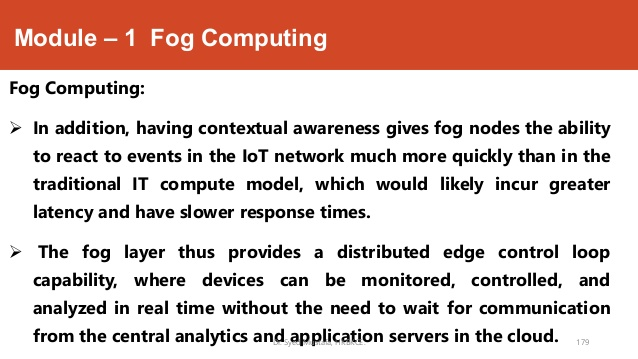 Module – 1 Fog Computing
Fog Computing:
➢ In addition, having contextual awareness gives fog nodes the ability
to react to events in the IoT network much more quickly than in the
traditional IT compute model, which would likely incur greater
latency and have slower response times.
➢ The fog layer thus provides a distributed edge control loop
capability, where devices can be monitored, controlled, and
analyzed in real time without the need to wait for communication
from the central analytics and application servers in the cloud.
179